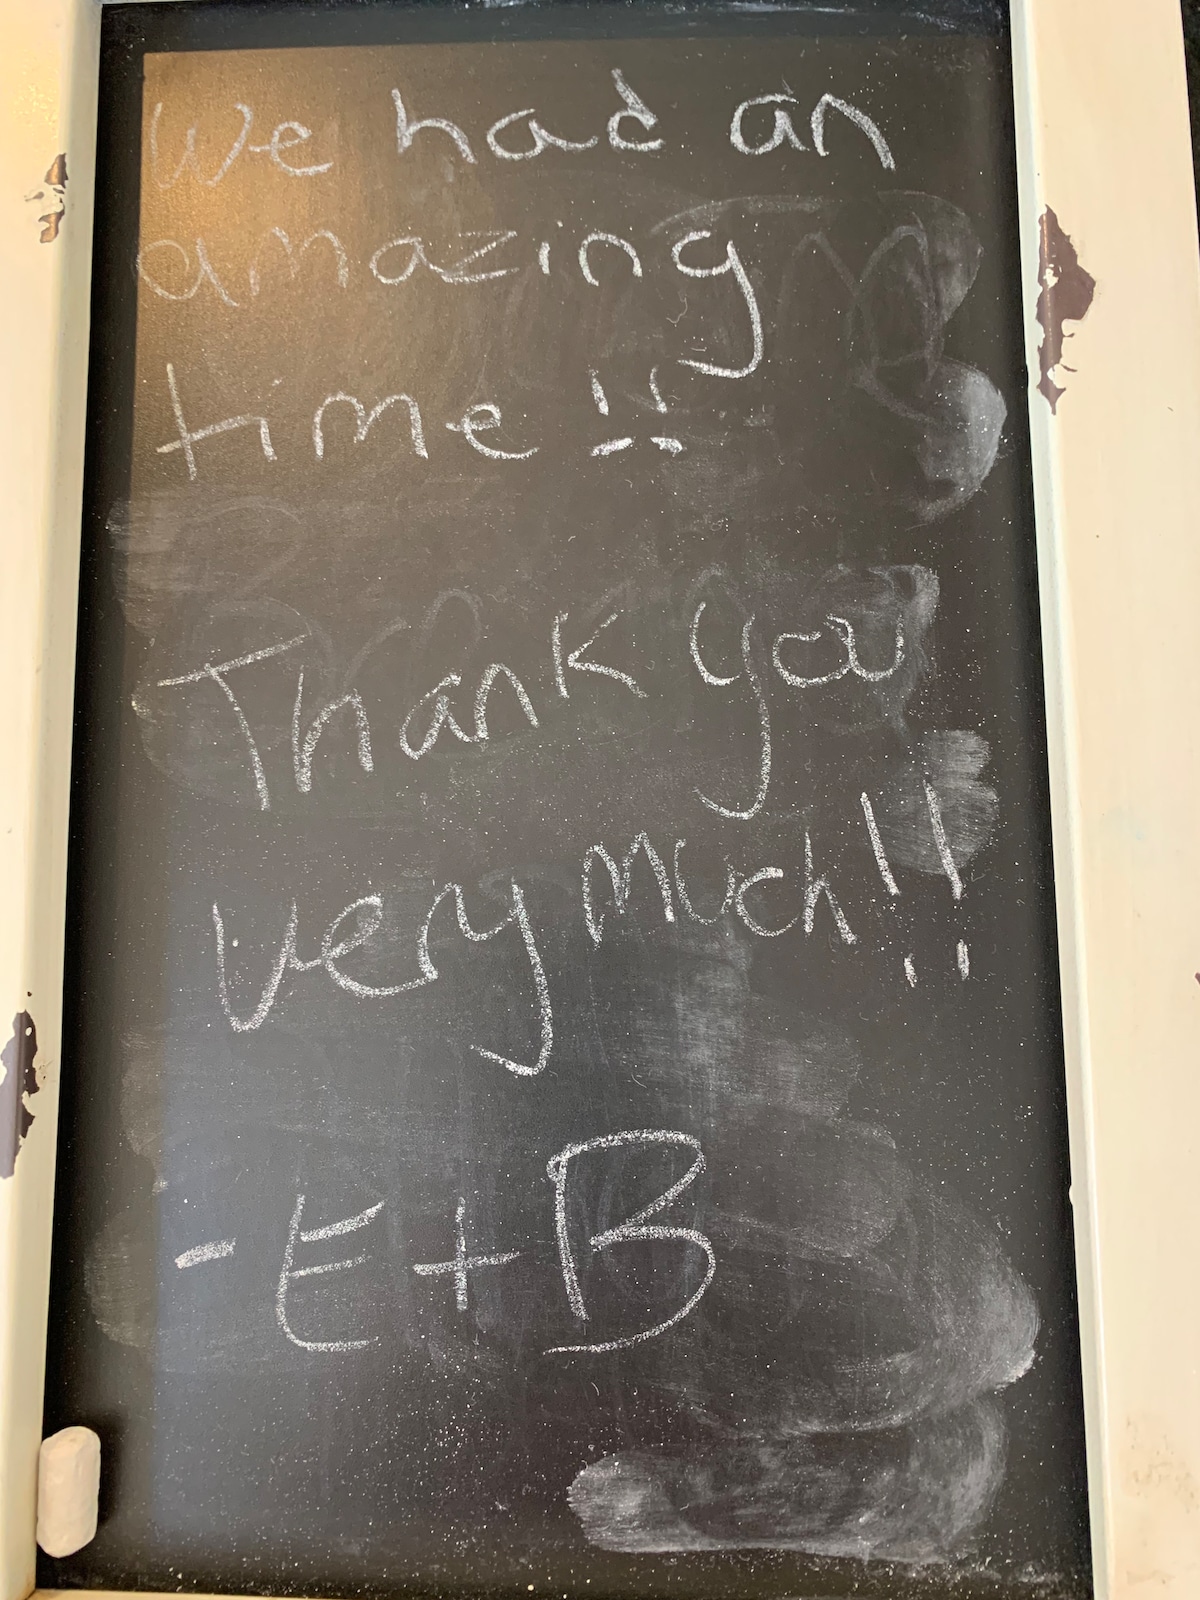 We had an
amazing
time!!
Thank you
very much!!
- E + B